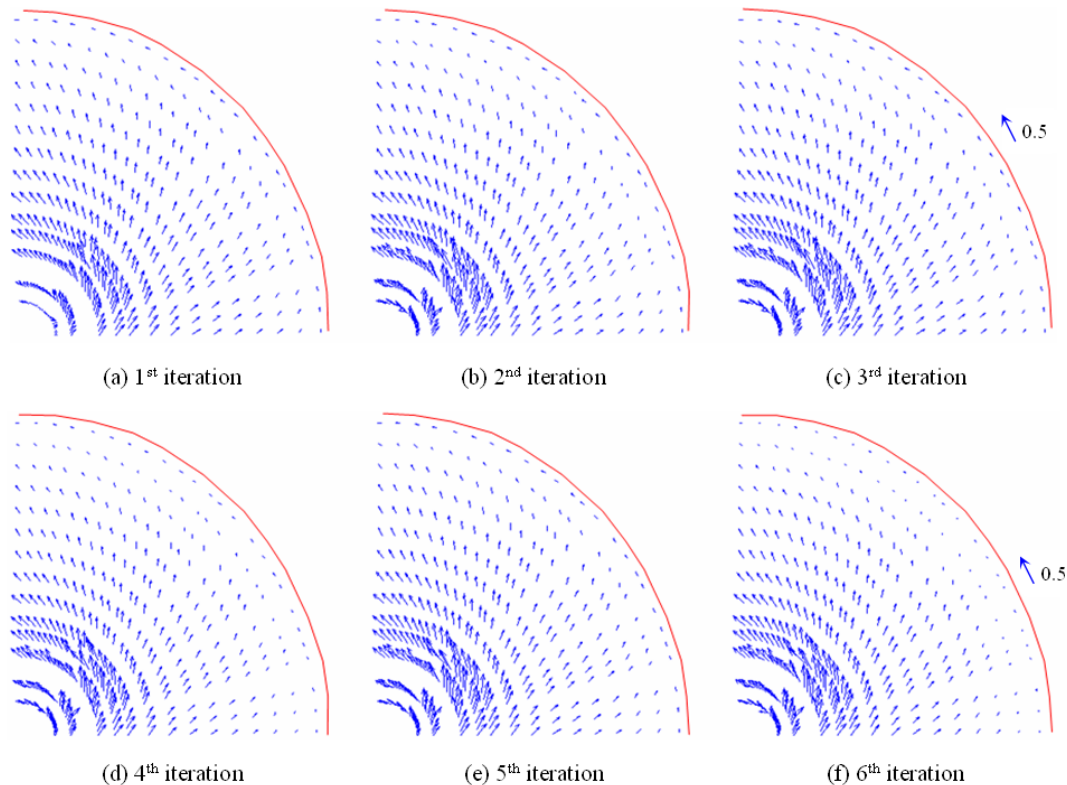 0.5
(a) 1st iteration
(b) 2nd iteration
(c) 3rd iteration
0.5
(d) 4th iteration
(e) 5th iteration
(f) 6th iteration